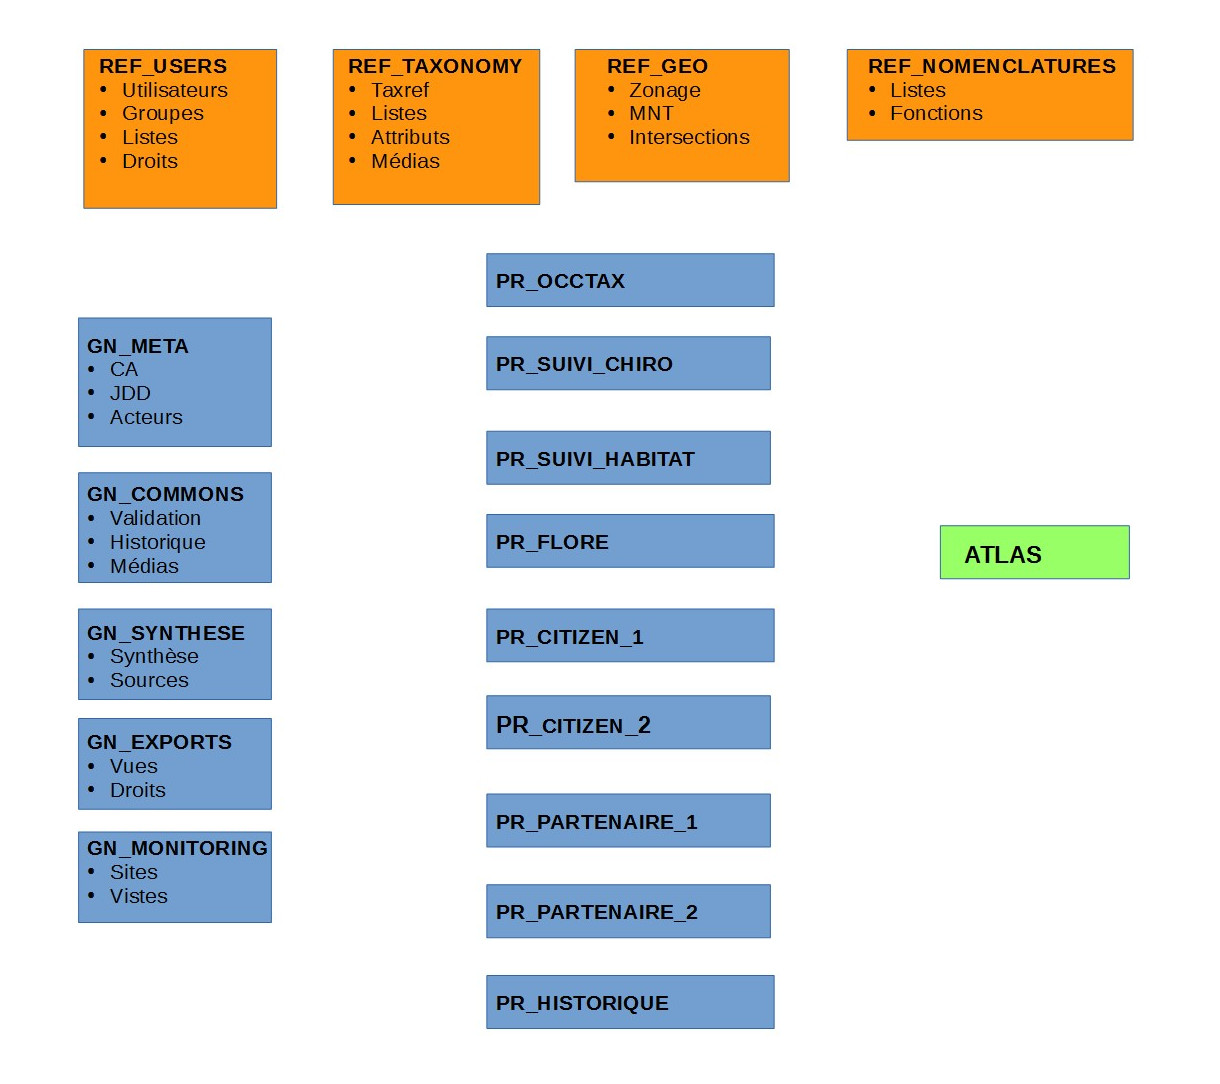 REF_USERS
• Utilisateurs
• Groupes
• Listes
• Droits
REF_TAXONOMY
• Taxref
• Listes
• Attributs
• Médias
REF_GEO
• Zonage
• MNT
• Intersections
REF_NOMENCLATURES
• Listes
• Fonctions
GN_META
• CA
• JDD
• Acteurs
GN_COMMONS
• Validation
• Historique
• Médias
GN_SYNTHESE
• Synthèse
• Sources
GN_EXPORTS
• Vues
• Droits
GN_MONITORING
• Sites
• Vistes
PR_OCCTAX
PR_SUIVI_CHIRO
PR_SUIVI_HABITAT
PR_FLORE
PR_CITIZEN_1
PR_CITIZEN_2
PR_PARTENAIRE_1
PR_PARTENAIRE_2
PR_HISTORIQUE
ATLAS